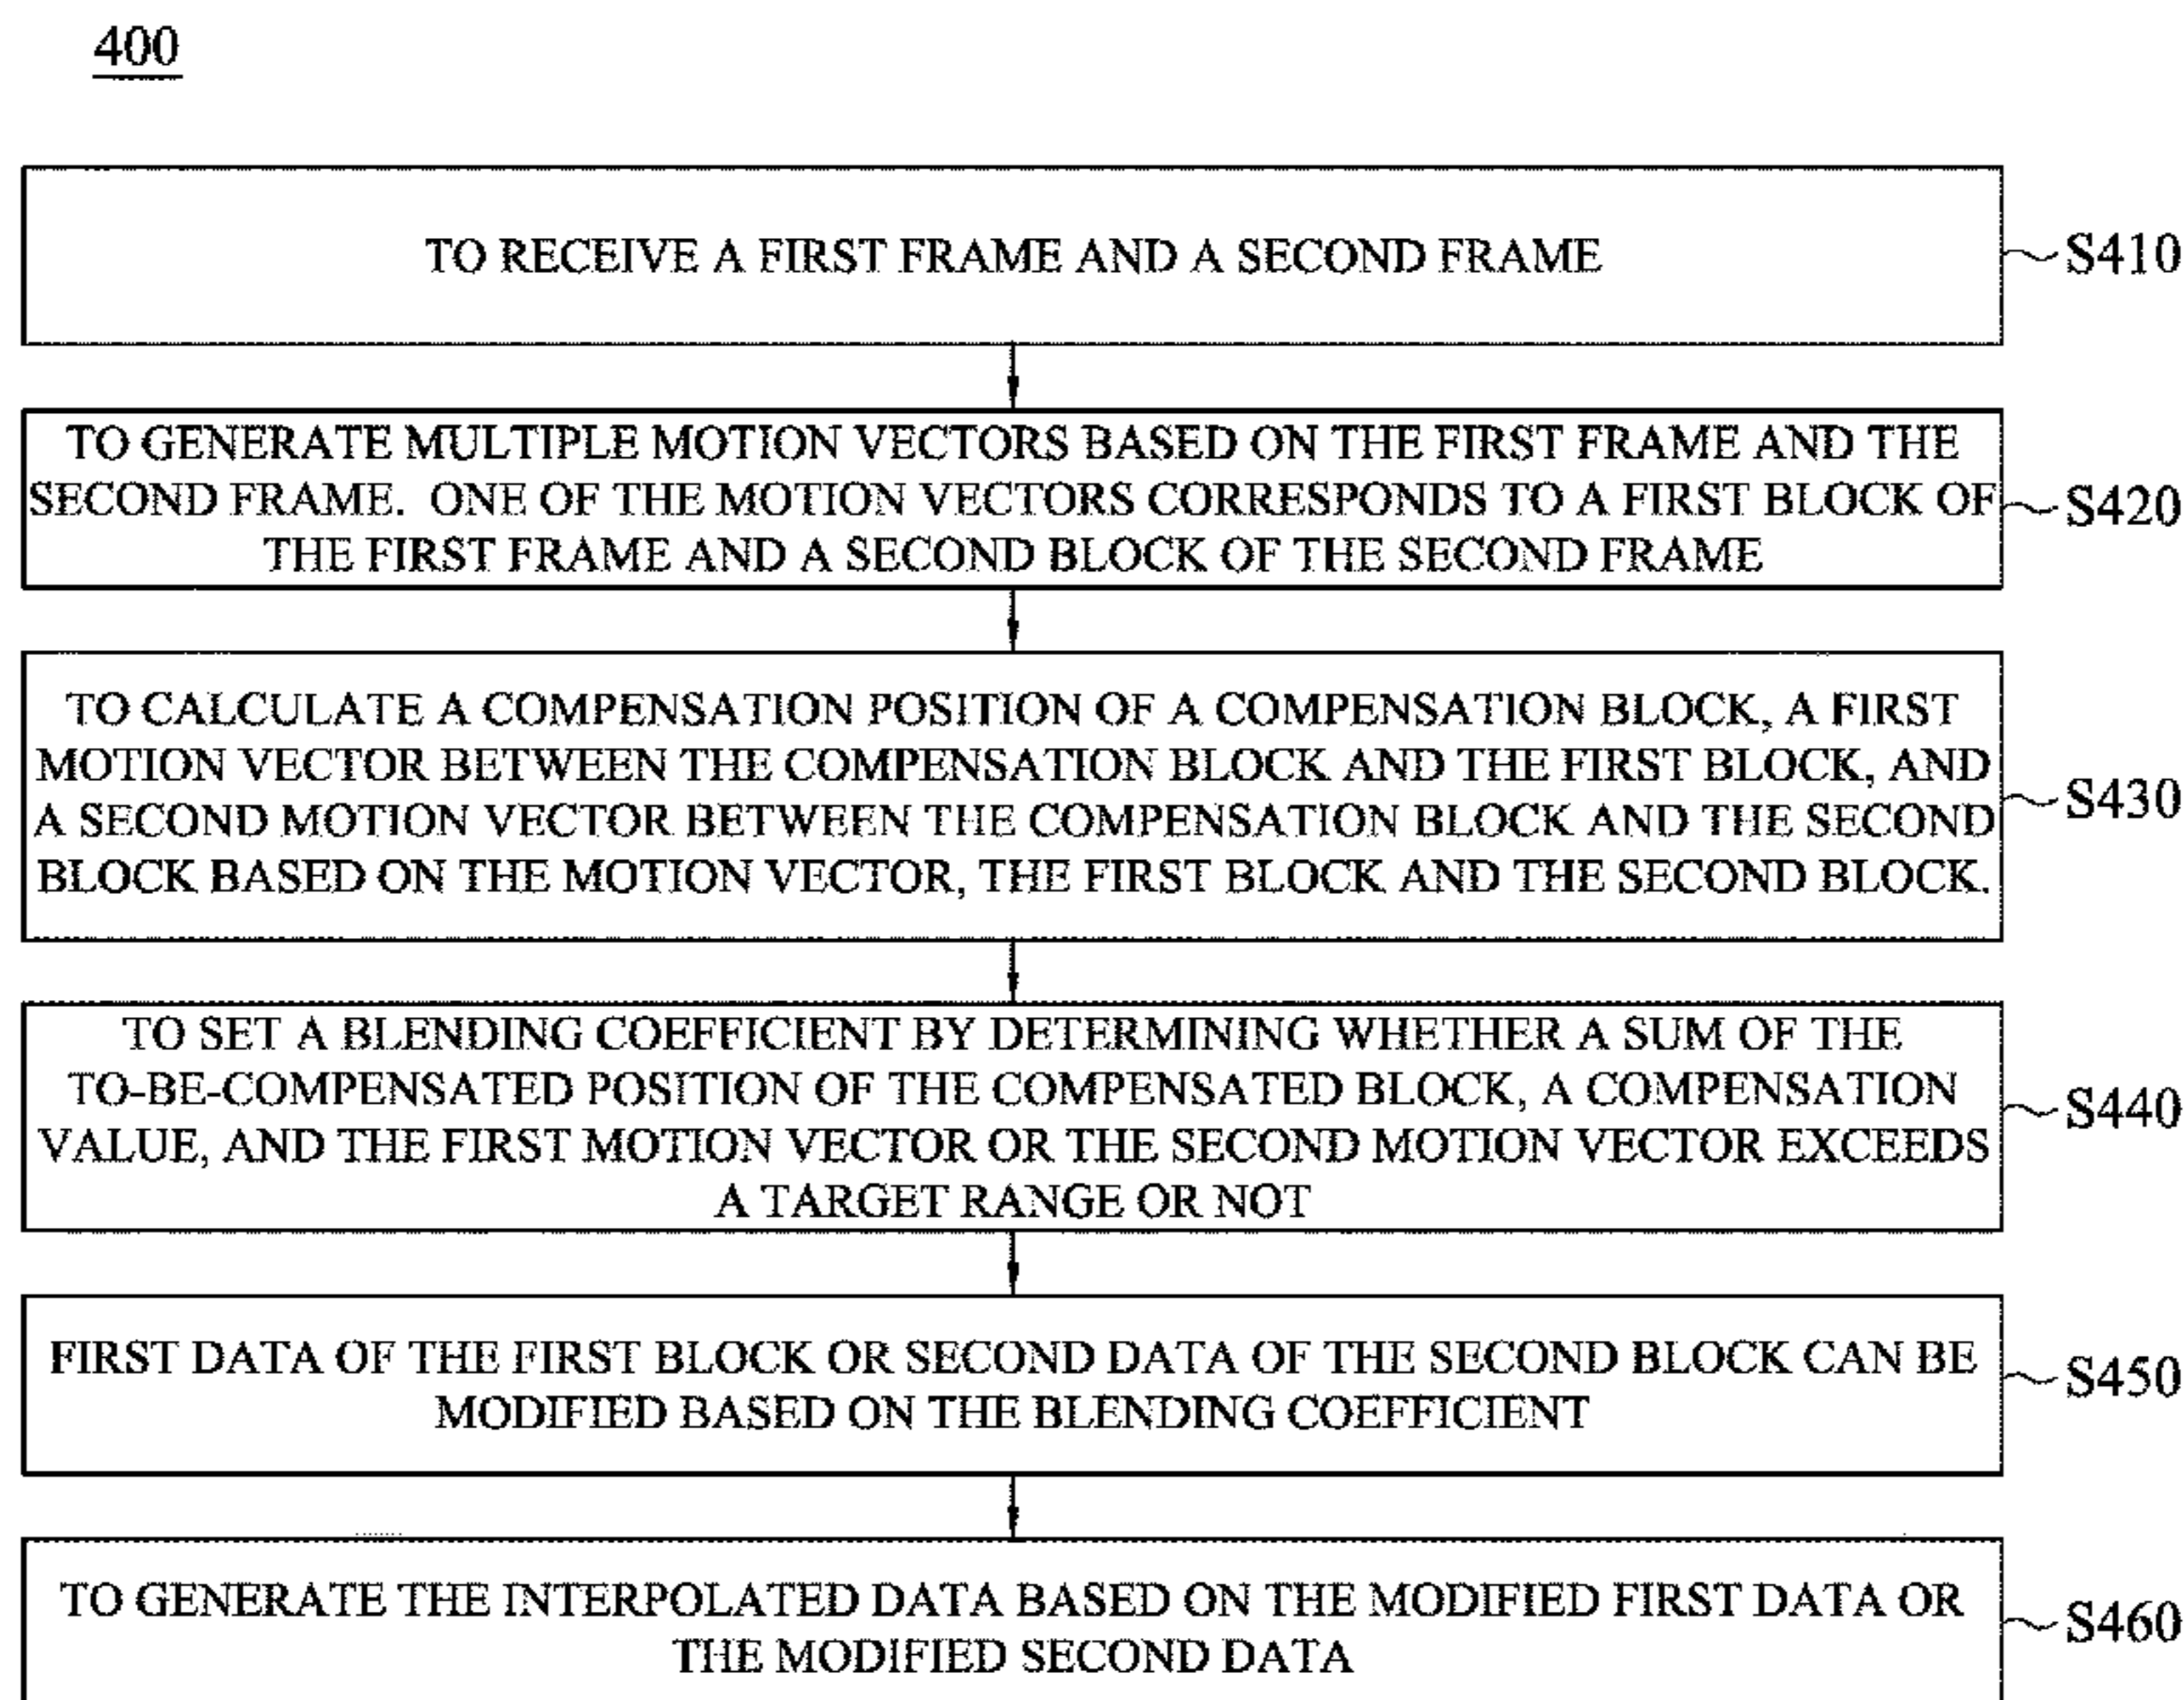 400
TO RECEIVE A FIRST FRAME AND A SECOND FRAME
S410
TO GENERATE MULTIPLE MOTION VECTORS BASED ON THE FIRST FRAME AND THE
SECOND FRAME. ONE OF THE MOTION VECTORS CORRESPONDS TO A FIRST BLOCK OF
THE FIRST FRAME AND A SECOND BLOCK OF THE SECOND FRAME
S420
TO CALCULATE A COMPENSATION POSITION OF A COMPENSATION BLOCK, A FIRST
MOTION VECTOR BETWEEN THE COMPENSATION BLOCK AND THE FIRST BLOCK, AND
A SECOND MOTION VECTOR BETWEEN THE COMPENSATION BLOCK AND THE SECOND
BLOCK BASED ON THE MOTION VECTOR, THE FIRST BLOCK AND THE SECOND BLOCK.
S430
TO SET A BLENDING COEFFICIENT BY DETERMINING WHETHER A SUM OF THE
TO-BE-COMPENSATED POSITION OF THE COMPENSATED BLOCK, A COMPENSATION
VALUE, AND THE FIRST MOTION VECTOR OR THE SECOND MOTION VECTOR EXCEEDS
A TARGET RANGE OR NOT
S440
FIRST DATA OF THE FIRST BLOCK OR SECOND DATA OF THE SECOND BLOCK CAN BE
MODIFIED BASED ON THE BLENDING COEFFICIENT
S450
TO GENERATE THE INTERPOLATED DATA BASED ON THE MODIFIED FIRST DATA OR
THE MODIFIED SECOND DATA
S460